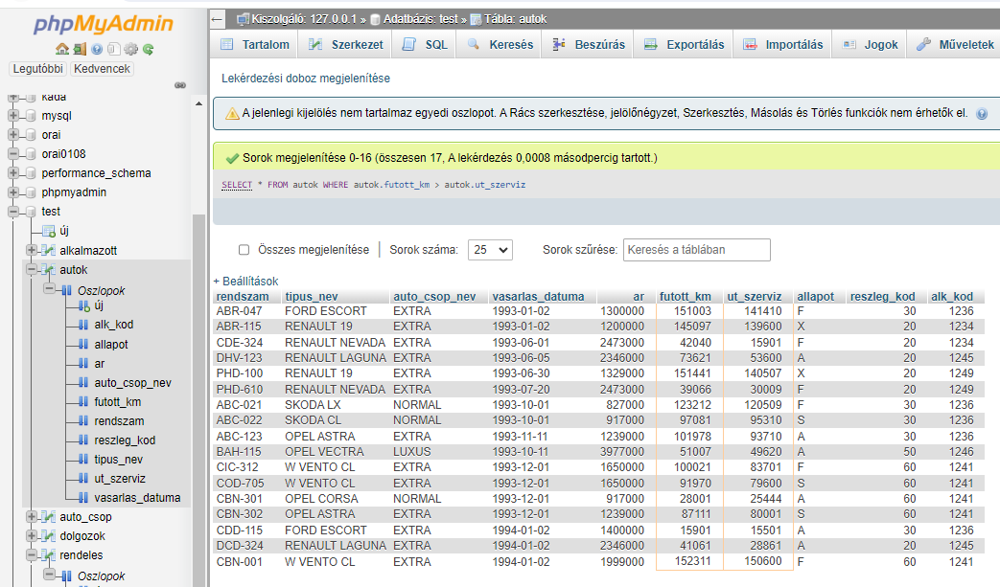 phpMyAdmin
Legutóbbi Kedvencek
kada
mysql
orai
orai0108
performance_schema
phpmyadmin
test
új
alkalmazott
autok
Oszlopok
új
alk_kod
allapot
ar
auto_csop_nev
futott_km
rendszam
reszleg_kod
tipus_nev
ut_szerviz
vasarlas_datuma
auto_csop
dolgozok
rendeles
Oszlopok
← Kiszolgáló: 127.0.0.1 » Adatbázis: test » Tábla: autok
Tartalom Szerkezet SQL Keresés Beszúrás Exportálás Importálás Jogok Műveletek
Lekérdezési doboz megjelenítése
A jelenlegi kijelölés nem tartalmaz egyedi oszlopot. A Rács szerkesztése, jelölőnégyzet, Szerkesztés, Másolás és Törlés funkciók nem érhetők el.
Sorok megjelenítése 0-16 (összesen 17, A lekérdezés 0,0008 másodpercig tartott.)
SELECT * FROM autok WHERE autok.futott_km > autok.ut_szerviz
Összes megjelenítése | Sorok száma: 25 Sorok szűrése: Keresés a táblában
+ Beállítások
rendszam tipus_nev auto_csop_nev vasarlas_datuma ar futott_km ut_szerviz allapot reszleg_kod alk_kod
ABR-047 FORD ESCORT EXTRA 1993-01-02 1300000 151003 141410 F 30 1236
ABR-115 RENAULT 19 EXTRA 1993-01-02 1200000 145097 139600 X 20 1234
CDE-324 RENAULT NEVADA EXTRA 1993-06-01 2473000 42040 15901 F 20 1234
DHV-123 RENAULT LAGUNA EXTRA 1993-06-05 2346000 73621 53600 A 20 1245
PHD-100 RENAULT 19 EXTRA 1993-06-30 1329000 151441 140507 X 20 1249
PHD-610 RENAULT NEVADA EXTRA 1993-07-20 2473000 39066 30009 F 20 1249
ABC-021 SKODA LX NORMAL 1993-10-01 827000 123212 120509 F 30 1236
ABC-022 SKODA CL NORMAL 1993-10-01 917000 97081 95310 S 30 1236
ABC-123 OPEL ASTRA EXTRA 1993-11-11 1239000 101978 93710 A 30 1236
BAH-115 OPEL VECTRA LUXUS 1993-10-11 3977000 51007 49620 A 50 1246
CIC-312 W VENTO CL EXTRA 1993-12-01 1650000 100021 83701 F 60 1241
COD-705 W VENTO CL EXTRA 1993-12-01 1650000 91970 79600 S 60 1241
CBN-301 OPEL CORSA NORMAL 1993-12-01 917000 28001 25444 A 60 1241
CBN-302 OPEL ASTRA EXTRA 1993-12-01 1239000 87111 80001 S 60 1241
CDD-115 FORD ESCORT EXTRA 1994-01-02 1400000 15901 15501 A 30 1236
DCD-324 RENAULT LAGUNA EXTRA 1994-01-02 2346000 41061 28861 A 20 1245
CBN-001 W VENTO CL EXTRA 1994-01-02 1999000 152311 150600 F 60 1241